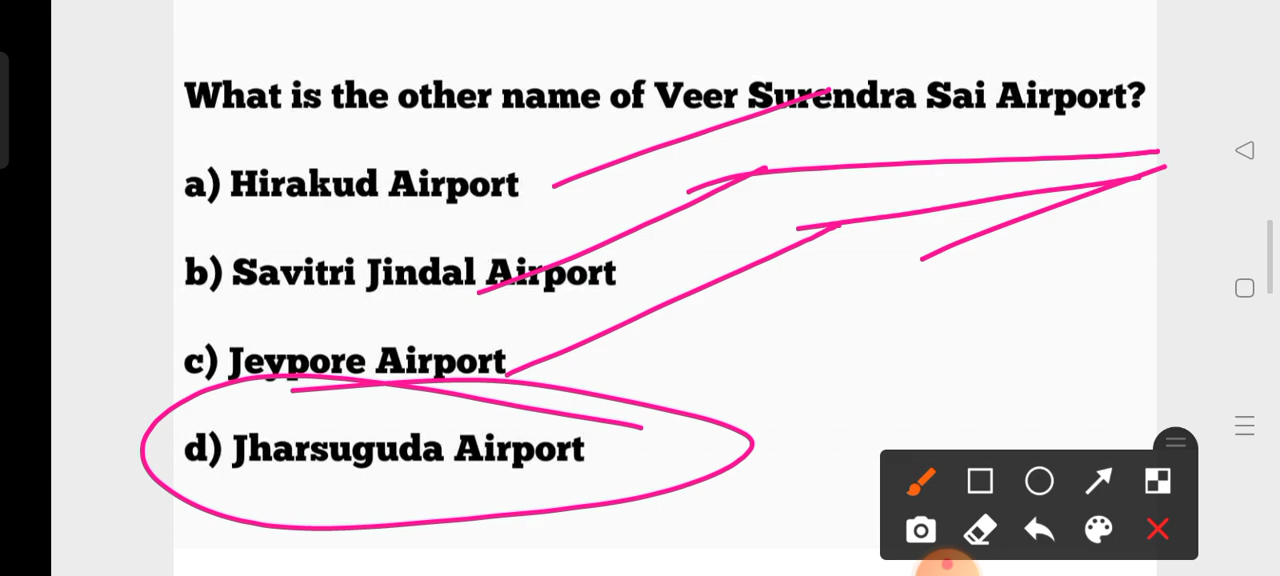 What is the other name of Veer Surendra Sai Airport?
a) Hirakud Airport
b) Savitri Jindal Airport
c) Jeypore Airport
d) Jharsuguda Airport